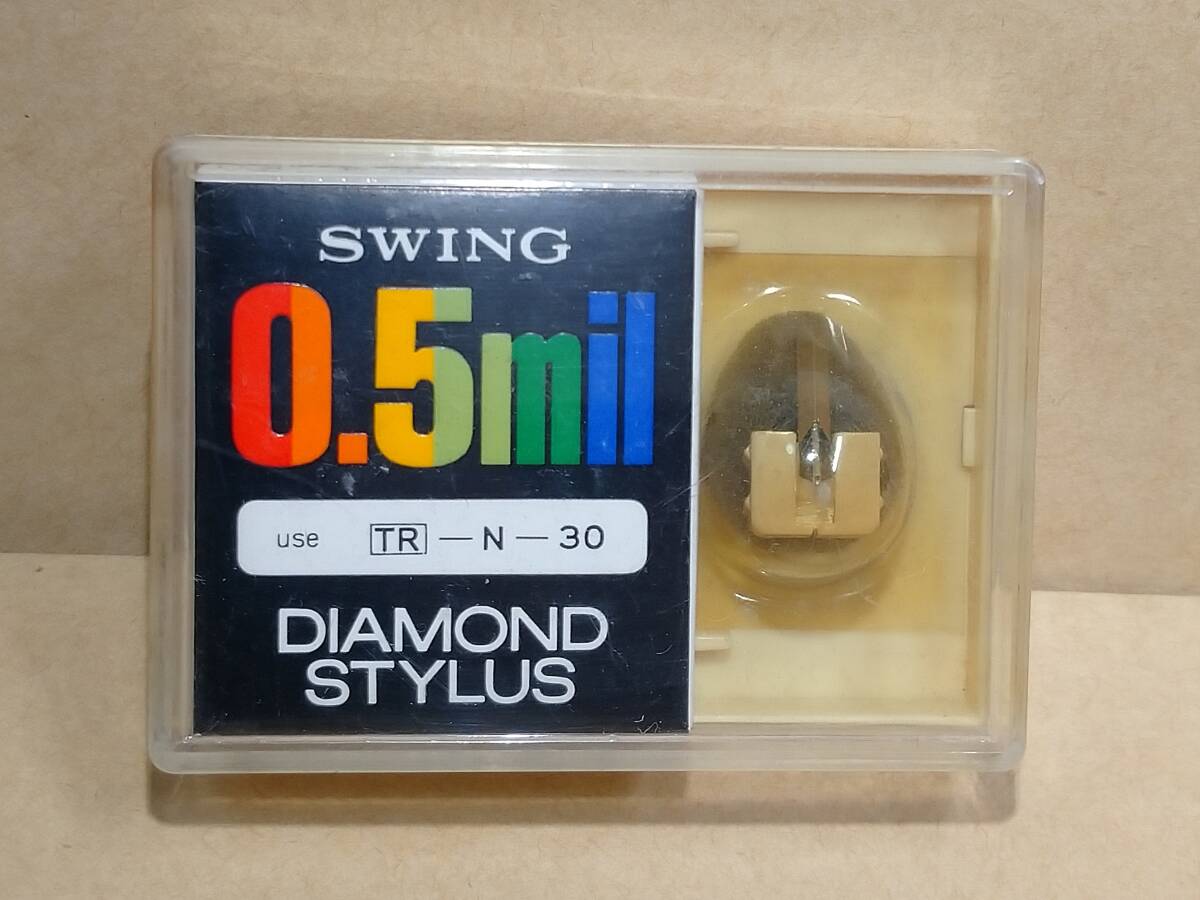 SWING
0.5mil
use TR-N-30
DIAMOND
STYLUS